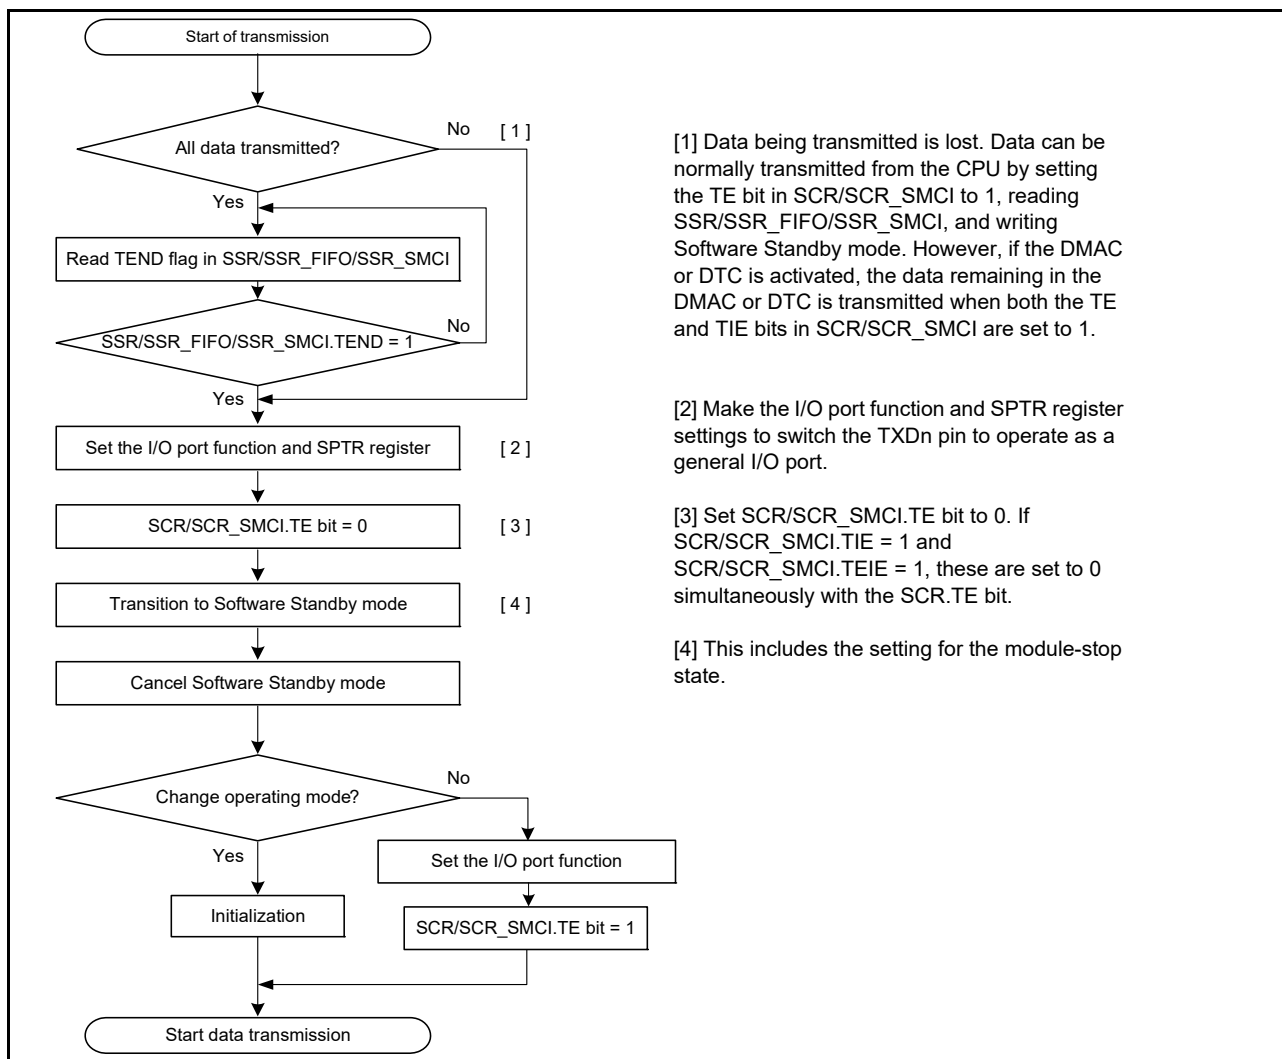 Start of transmission
All data transmitted?
No
[ 1 ]
Yes
Read TEND flag in SSR/SSR_FIFO/SSR_SMCI
SSR/SSR_FIFO/SSR_SMCI.TEND = 1
No
Yes
Set the I/O port function and SPTR register
[ 2 ]
SCR/SCR_SMCI.TE bit = 0
[ 3 ]
Transition to Software Standby mode
[ 4 ]
Cancel Software Standby mode
Change operating mode?
No
Yes
Set the I/O port function
Initialization
SCR/SCR_SMCI.TE bit = 1
Start data transmission
[1] Data being transmitted is lost. Data can be
normally transmitted from the CPU by setting
the TE bit in SCR/SCR_SMCI to 1, reading
SSR/SSR_FIFO/SSR_SMCI, and writing
Software Standby mode. However, if the DMAC
or DTC is activated, the data remaining in the
DMAC or DTC is transmitted when both the TE
and TIE bits in SCR/SCR_SMCI are set to 1.
[2] Make the I/O port function and SPTR register
settings to switch the TXDn pin to operate as a
general I/O port.
[3] Set SCR/SCR_SMCI.TE bit to 0. If
SCR/SCR_SMCI.TIE = 1 and
SCR/SCR_SMCI.TEIE = 1, these are set to 0
simultaneously with the SCR.TE bit.
[4] This includes the setting for the module-stop
state.